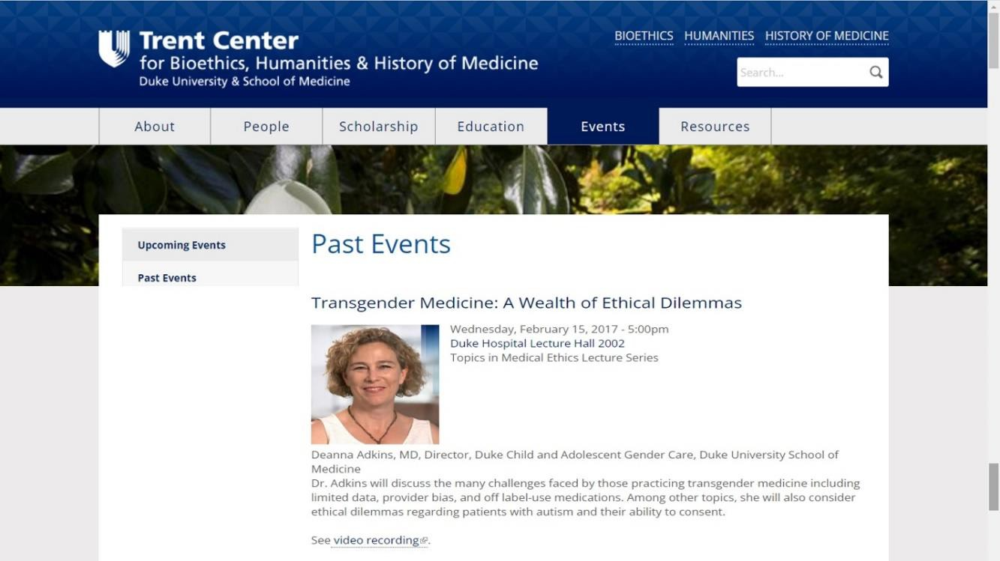 Trent Center
for Bioethics, Humanities & History of Medicine
Duke University & School of Medicine
BIOETHICS HUMANITIES HISTORY OF MEDICINE
Search...
About People Scholarship Education Events Resources
Upcoming Events
Past Events
Past Events
Transgender Medicine: A Wealth of Ethical Dilemmas
Wednesday, February 15, 2017 - 5:00pm
Duke Hospital Lecture Hall 2002
Topics in Medical Ethics Lecture Series
Deanna Adkins, MD, Director, Duke Child and Adolescent Gender Care, Duke University School of
Medicine
Dr. Adkins will discuss the many challenges faced by those practicing transgender medicine including
limited data, provider bias, and off label-use medications. Among other topics, she will also consider
ethical dilemmas regarding patients with autism and their ability to consent.
See video recording.